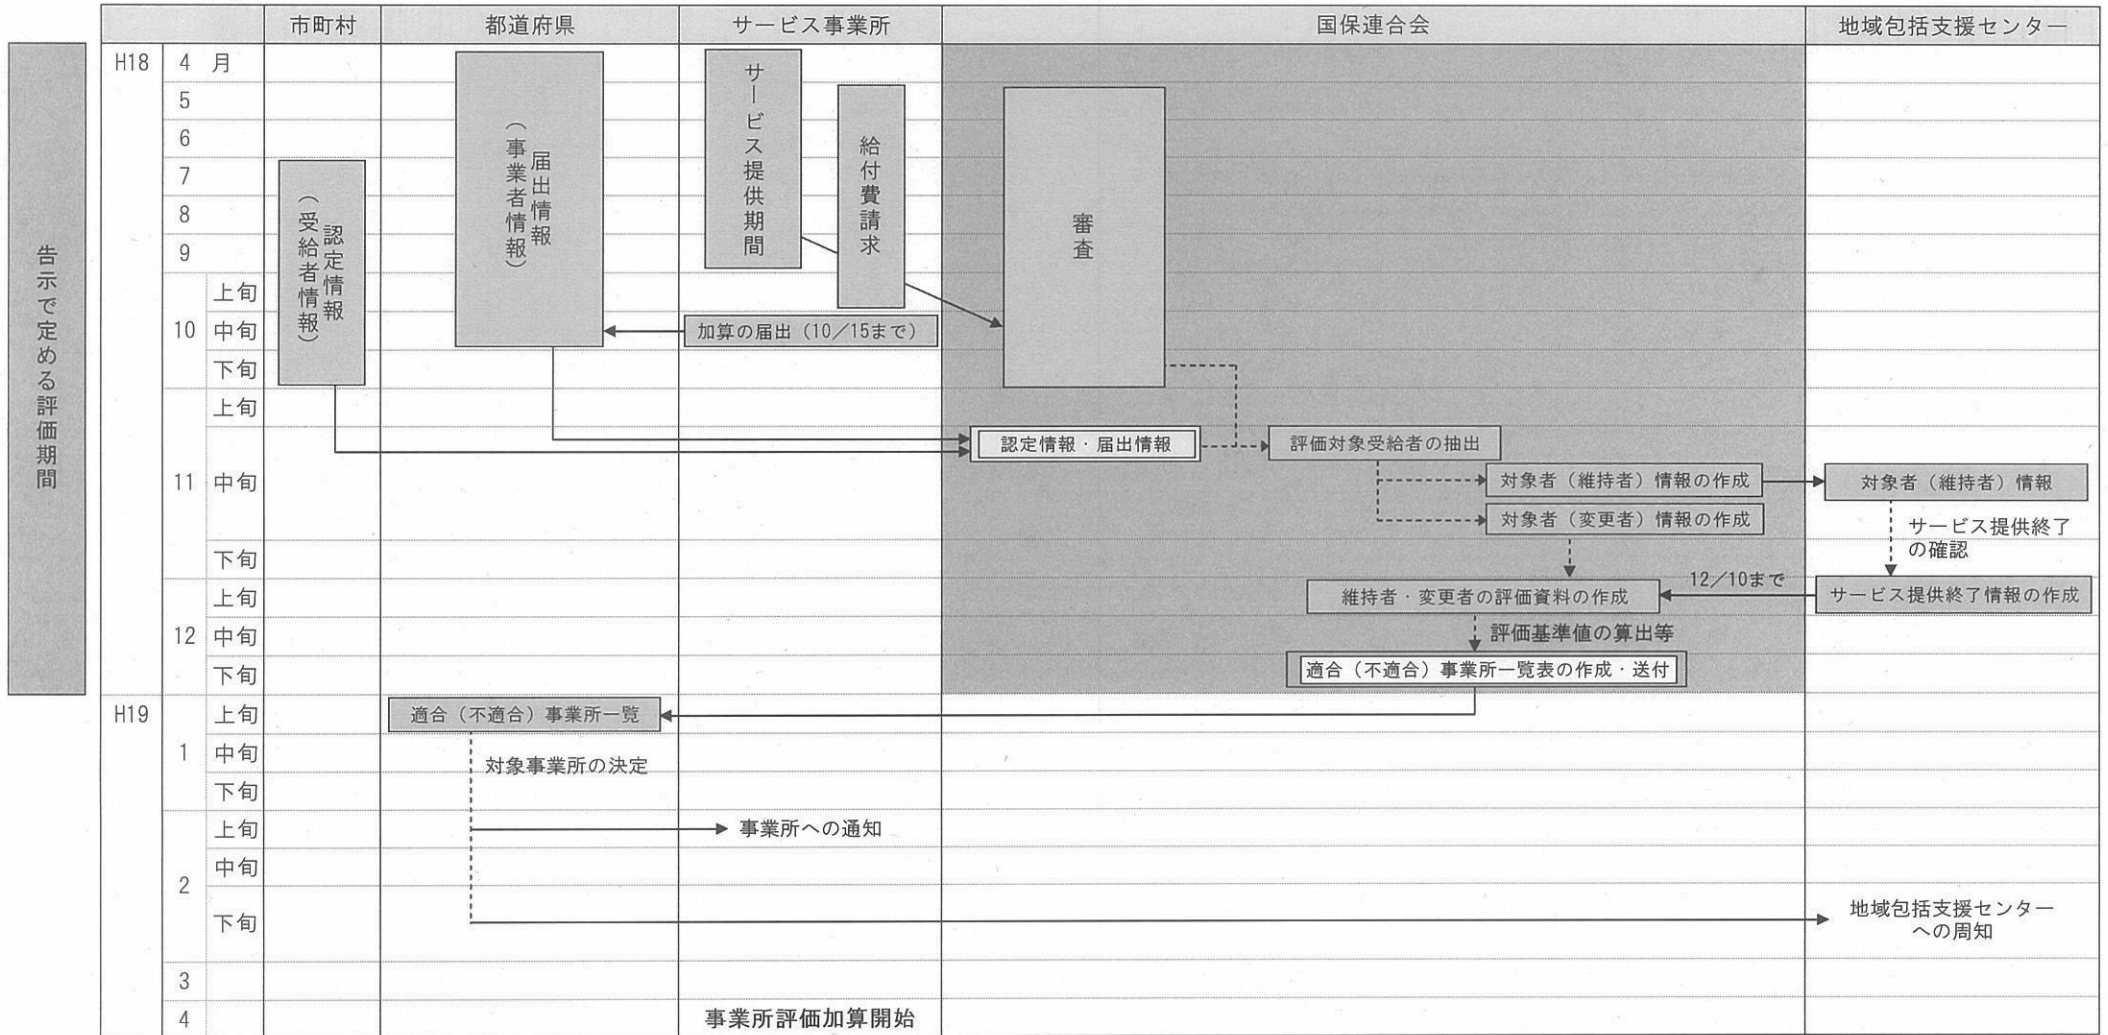 市町村
都道府県
サービス事業所
国保連合会
地域包括支援センター
告示で定める評価期間
H18
4 月
5
6
7
8
9
10
上旬
中旬
下旬
11
上旬
中旬
下旬
12
上旬
中旬
下旬
H19
1
上旬
中旬
下旬
2
上旬
中旬
下旬
3
4
認定情報
（受給者情報）
届出情報
（事業者情報）
サービス提供期間
給付費請求
審査
加算の届出（10／15まで）
認定情報・届出情報
評価対象受給者の抽出
対象者（維持者）情報の作成
対象者（維持者）情報
対象者（変更者）情報の作成
サービス提供終了
の確認
12／10まで
維持者・変更者の評価資料の作成
サービス提供終了情報の作成
評価基準値の算出等
適合（不適合）事業所一覧表の作成・送付
適合（不適合）事業所一覧
対象事業所の決定
事業所への通知
地域包括支援センター
への周知
事業所評価加算開始